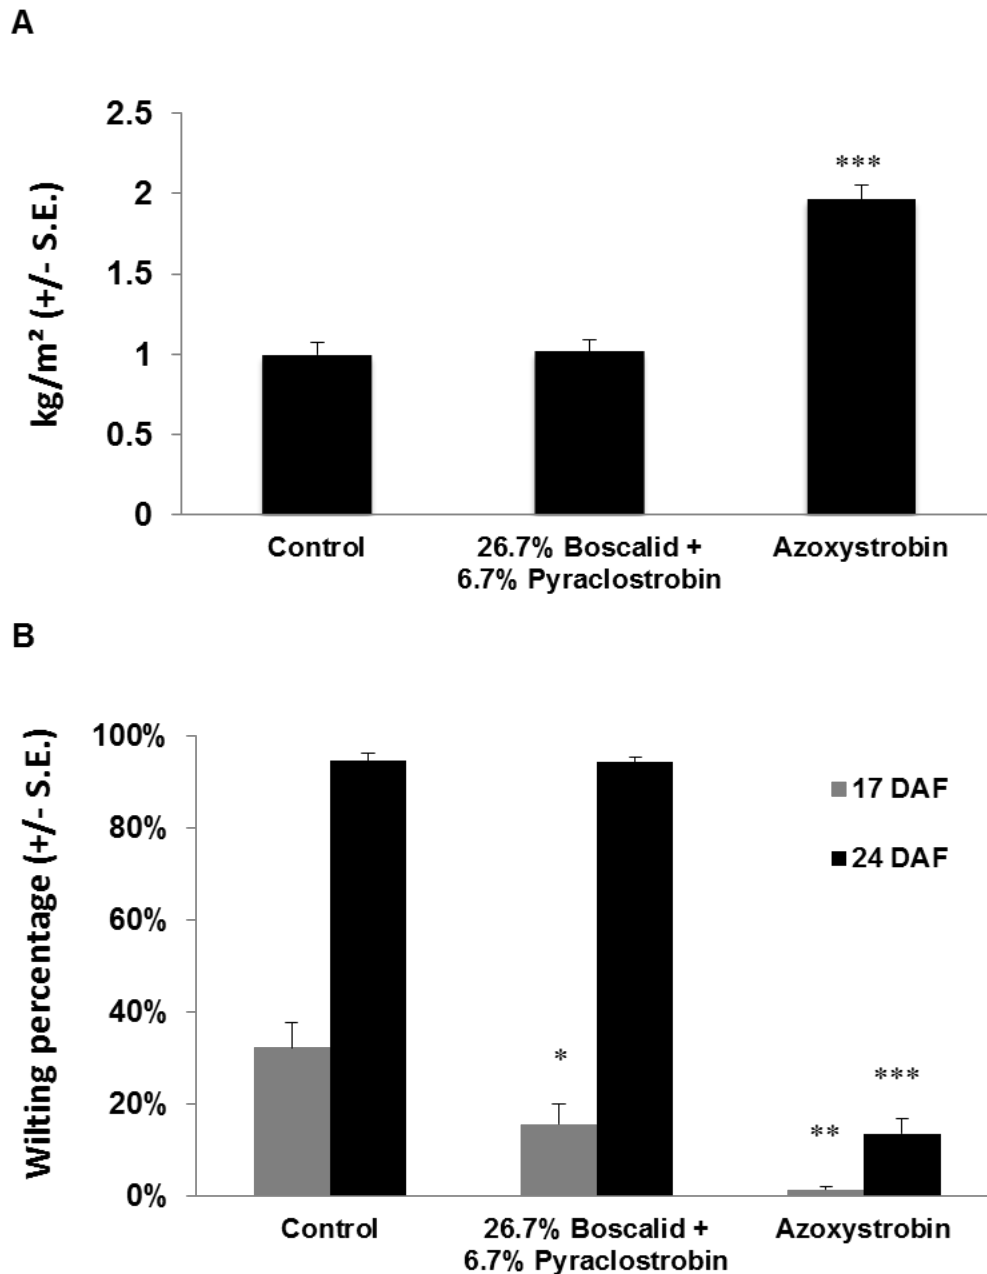 A
2.5
2
1.5
1
0.5
0
kg/m² (+/- S.E.)
***
Control
26.7% Boscalid +
6.7% Pyraclostrobin
Azoxystrobin
B
100%
80%
60%
40%
20%
0%
Wilting percentage (+/- S.E.)
17 DAF
24 DAF
*
**
***
Control
26.7% Boscalid +
6.7% Pyraclostrobin
Azoxystrobin